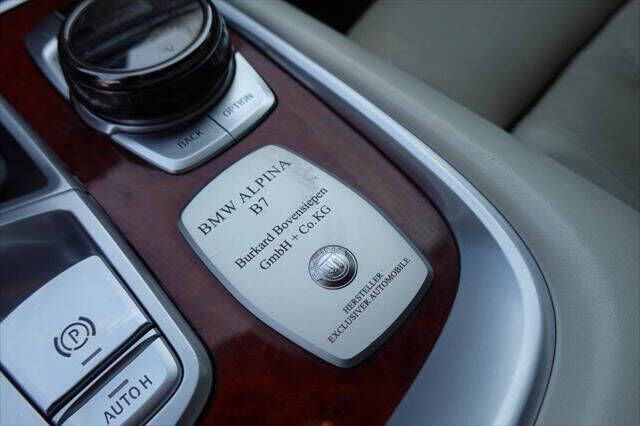 OPTION
BACK
BMW ALPINA
B7
Burkard Bovensiepen
GmbH + Co.KG
HERSTELLER
EXCLUSIVER AUTOMOBILE
P
AUTO H